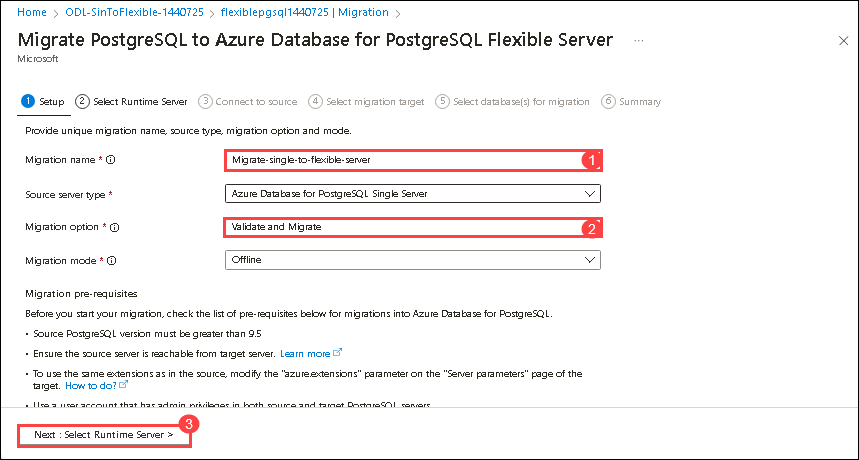 Home > ODL-SinToFlexible-1440725 > flexiblepgsql1440725 | Migration >
Migrate PostgreSQL to Azure Database for PostgreSQL Flexible Server ...
Microsoft
1 Setup 2 Select Runtime Server 3 Connect to source 4 Select migration target 5 Select database(s) for migration 6 Summary
Provide unique migration name, source type, migration option and mode.
Migration name * Migrate-single-to-flexible-server 1
Source server type * Azure Database for PostgreSQL Single Server
Migration option * Validate and Migrate 2
Migration mode * Offline
Migration pre-requisites
Before you start your migration, check the list of pre-requisites below for migrations into Azure Database for PostgreSQL.
• Source PostgreSQL version must be greater than 9.5
• Ensure the source server is reachable from target server. Learn more
• To use the same extensions as in the source, modify the "azure.extensions" parameter on the "Server parameters" page of the
target. How to do?
• Use a user account that has admin privileges in both source and target PostgreSQL servers
3
Next : Select Runtime Server >